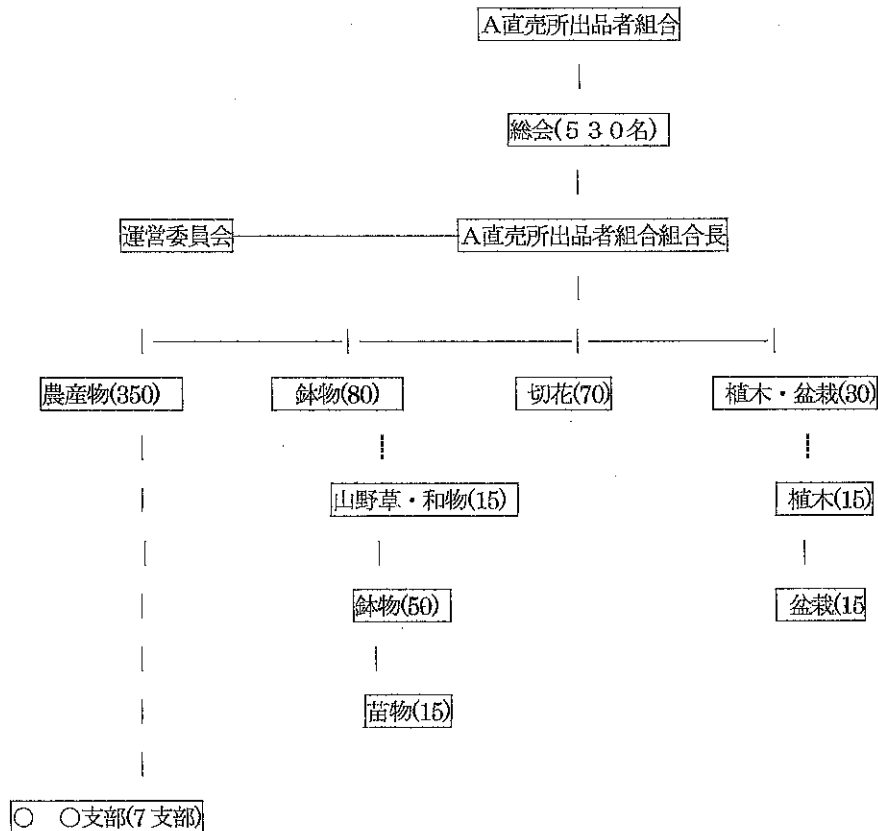 A直売所出品者組合
総会(530名)
運営委員会 A直売所出品者組合組合長
農産物(350) 鉢物(80) 切花(70) 植木・盆栽(30)
山野草・和物(15) 植木(15)
鉢物(50) 盆栽(15
苗物(15)
○ ○支部(7支部)